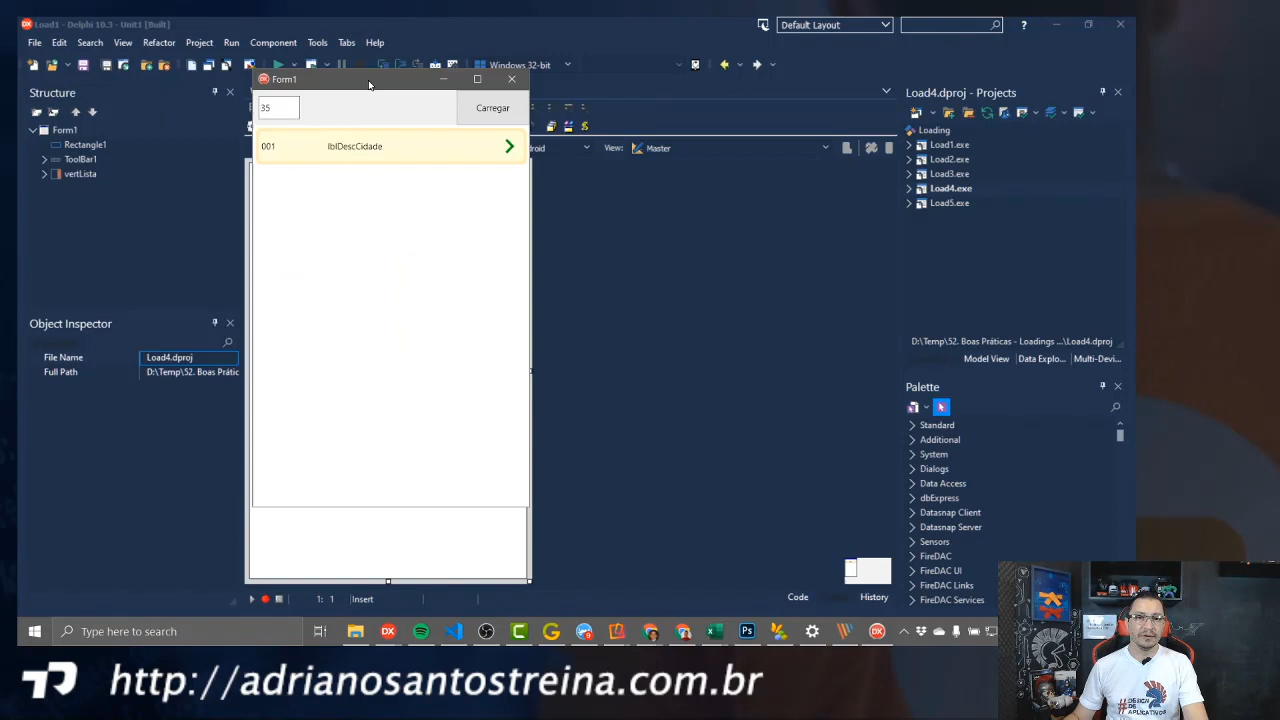 Load1 - Delphi 10.3 - Unit1 [Built]
Default Layout
?
File Edit Search View Refactor Project Run Component Tools Tabs Help
Windows 32-bit
Structure
Form1
Rectangle1
ToolBar1
vertLista
Form1
35
Carregar
001 lblDescCidade
View: Master
Object Inspector
File Name Load4.dproj
Full Path D:\Temp\52. Boas Prátic
1: 1 Insert
Code
History
Load4.dproj - Projects
Loading
Load1.exe
Load2.exe
Load3.exe
Load4.exe
Load5.exe
D:\Temp\52. Boas Práticas - Loadings ...\Load4.dproj
Model View Data Explo... Multi-Devi...
Palette
Standard
Additional
System
Dialogs
Data Access
dbExpress
Datasnap Client
Datasnap Server
Sensors
FireDAC
FireDAC UI
FireDAC Links
FireDAC Services
Type here to search
#DESIGN
DE
APLICATIVOS
http://adrianosantostreina.com.br